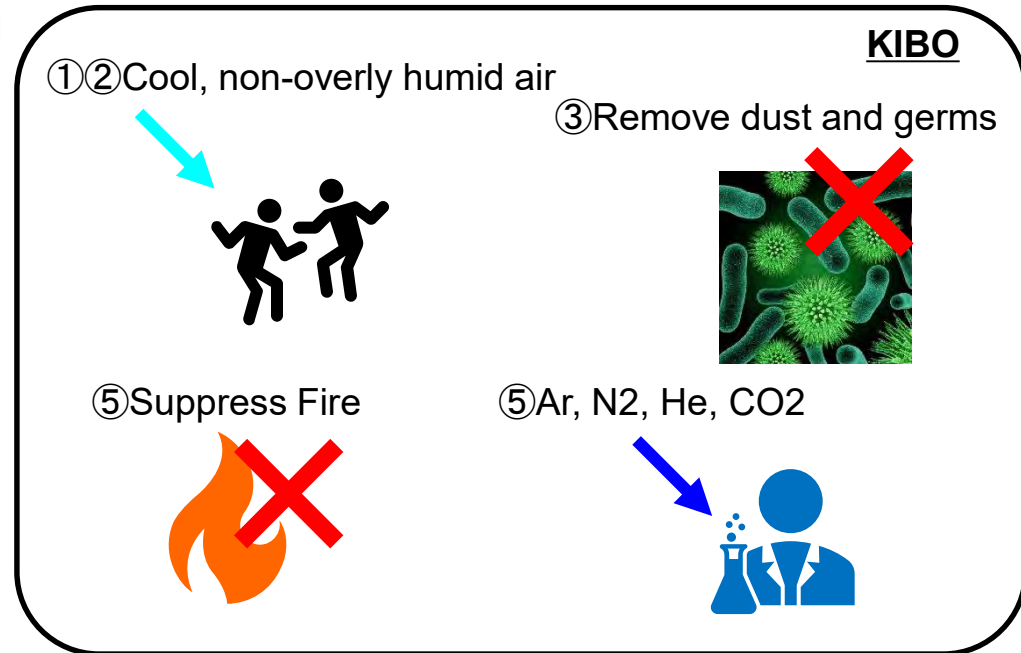 KIBO
①②Cool, non-overly humid air
③Remove dust and germs
⑤Suppress Fire
⑤Ar, N2, He, CO2